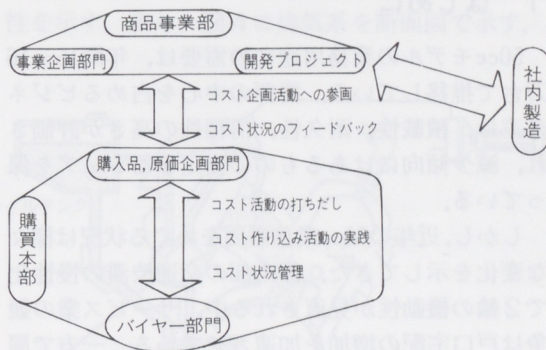 商品事業部
事業企画部門
開発プロジェクト
コスト企画活動への参画
コスト状況のフィードバック
社内製造
購入品,原価企画部門
購買本部
コスト活動の打ちだし
コスト作り込み活動の実践
コスト状況管理
バイヤー部門